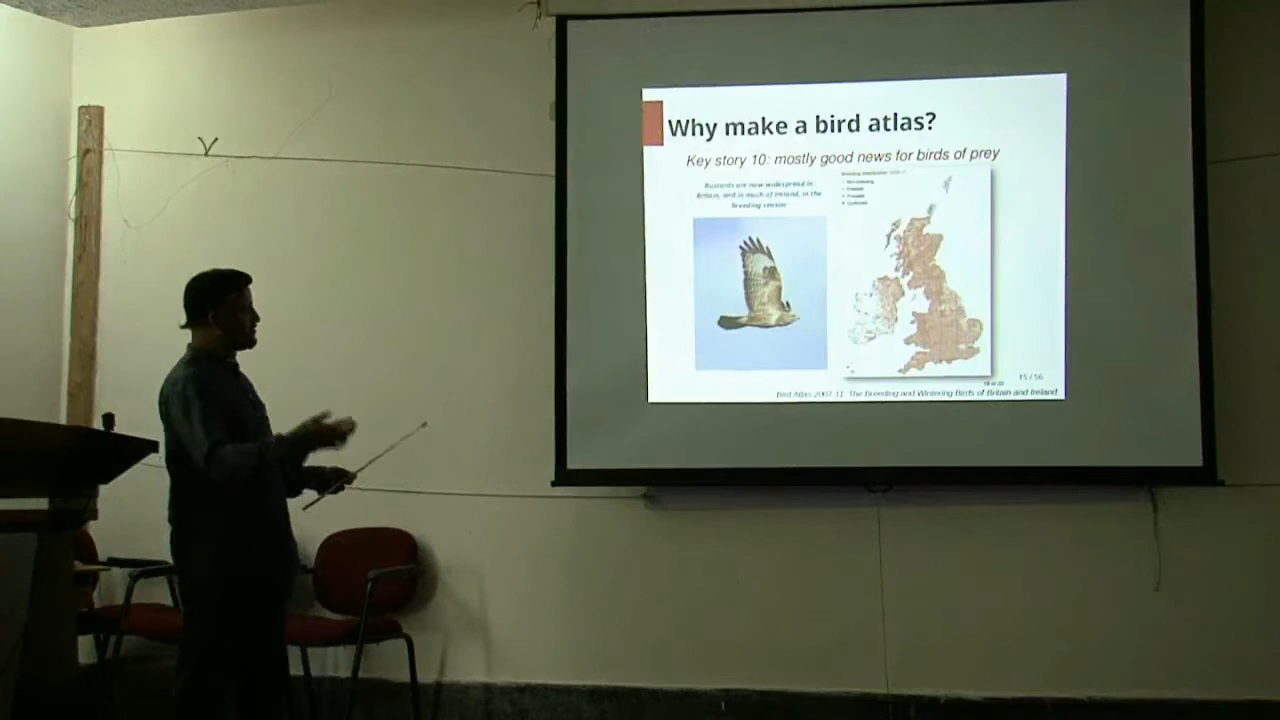 Why make a bird atlas?
Key story 10: mostly good news for birds of prey
Buzzards are now widespread in
Britain, and in much of Ireland, in the
breeding season
15 / 56
Bird Atlas 2007-11: The Breeding and Wintering Birds of Britain and Ireland